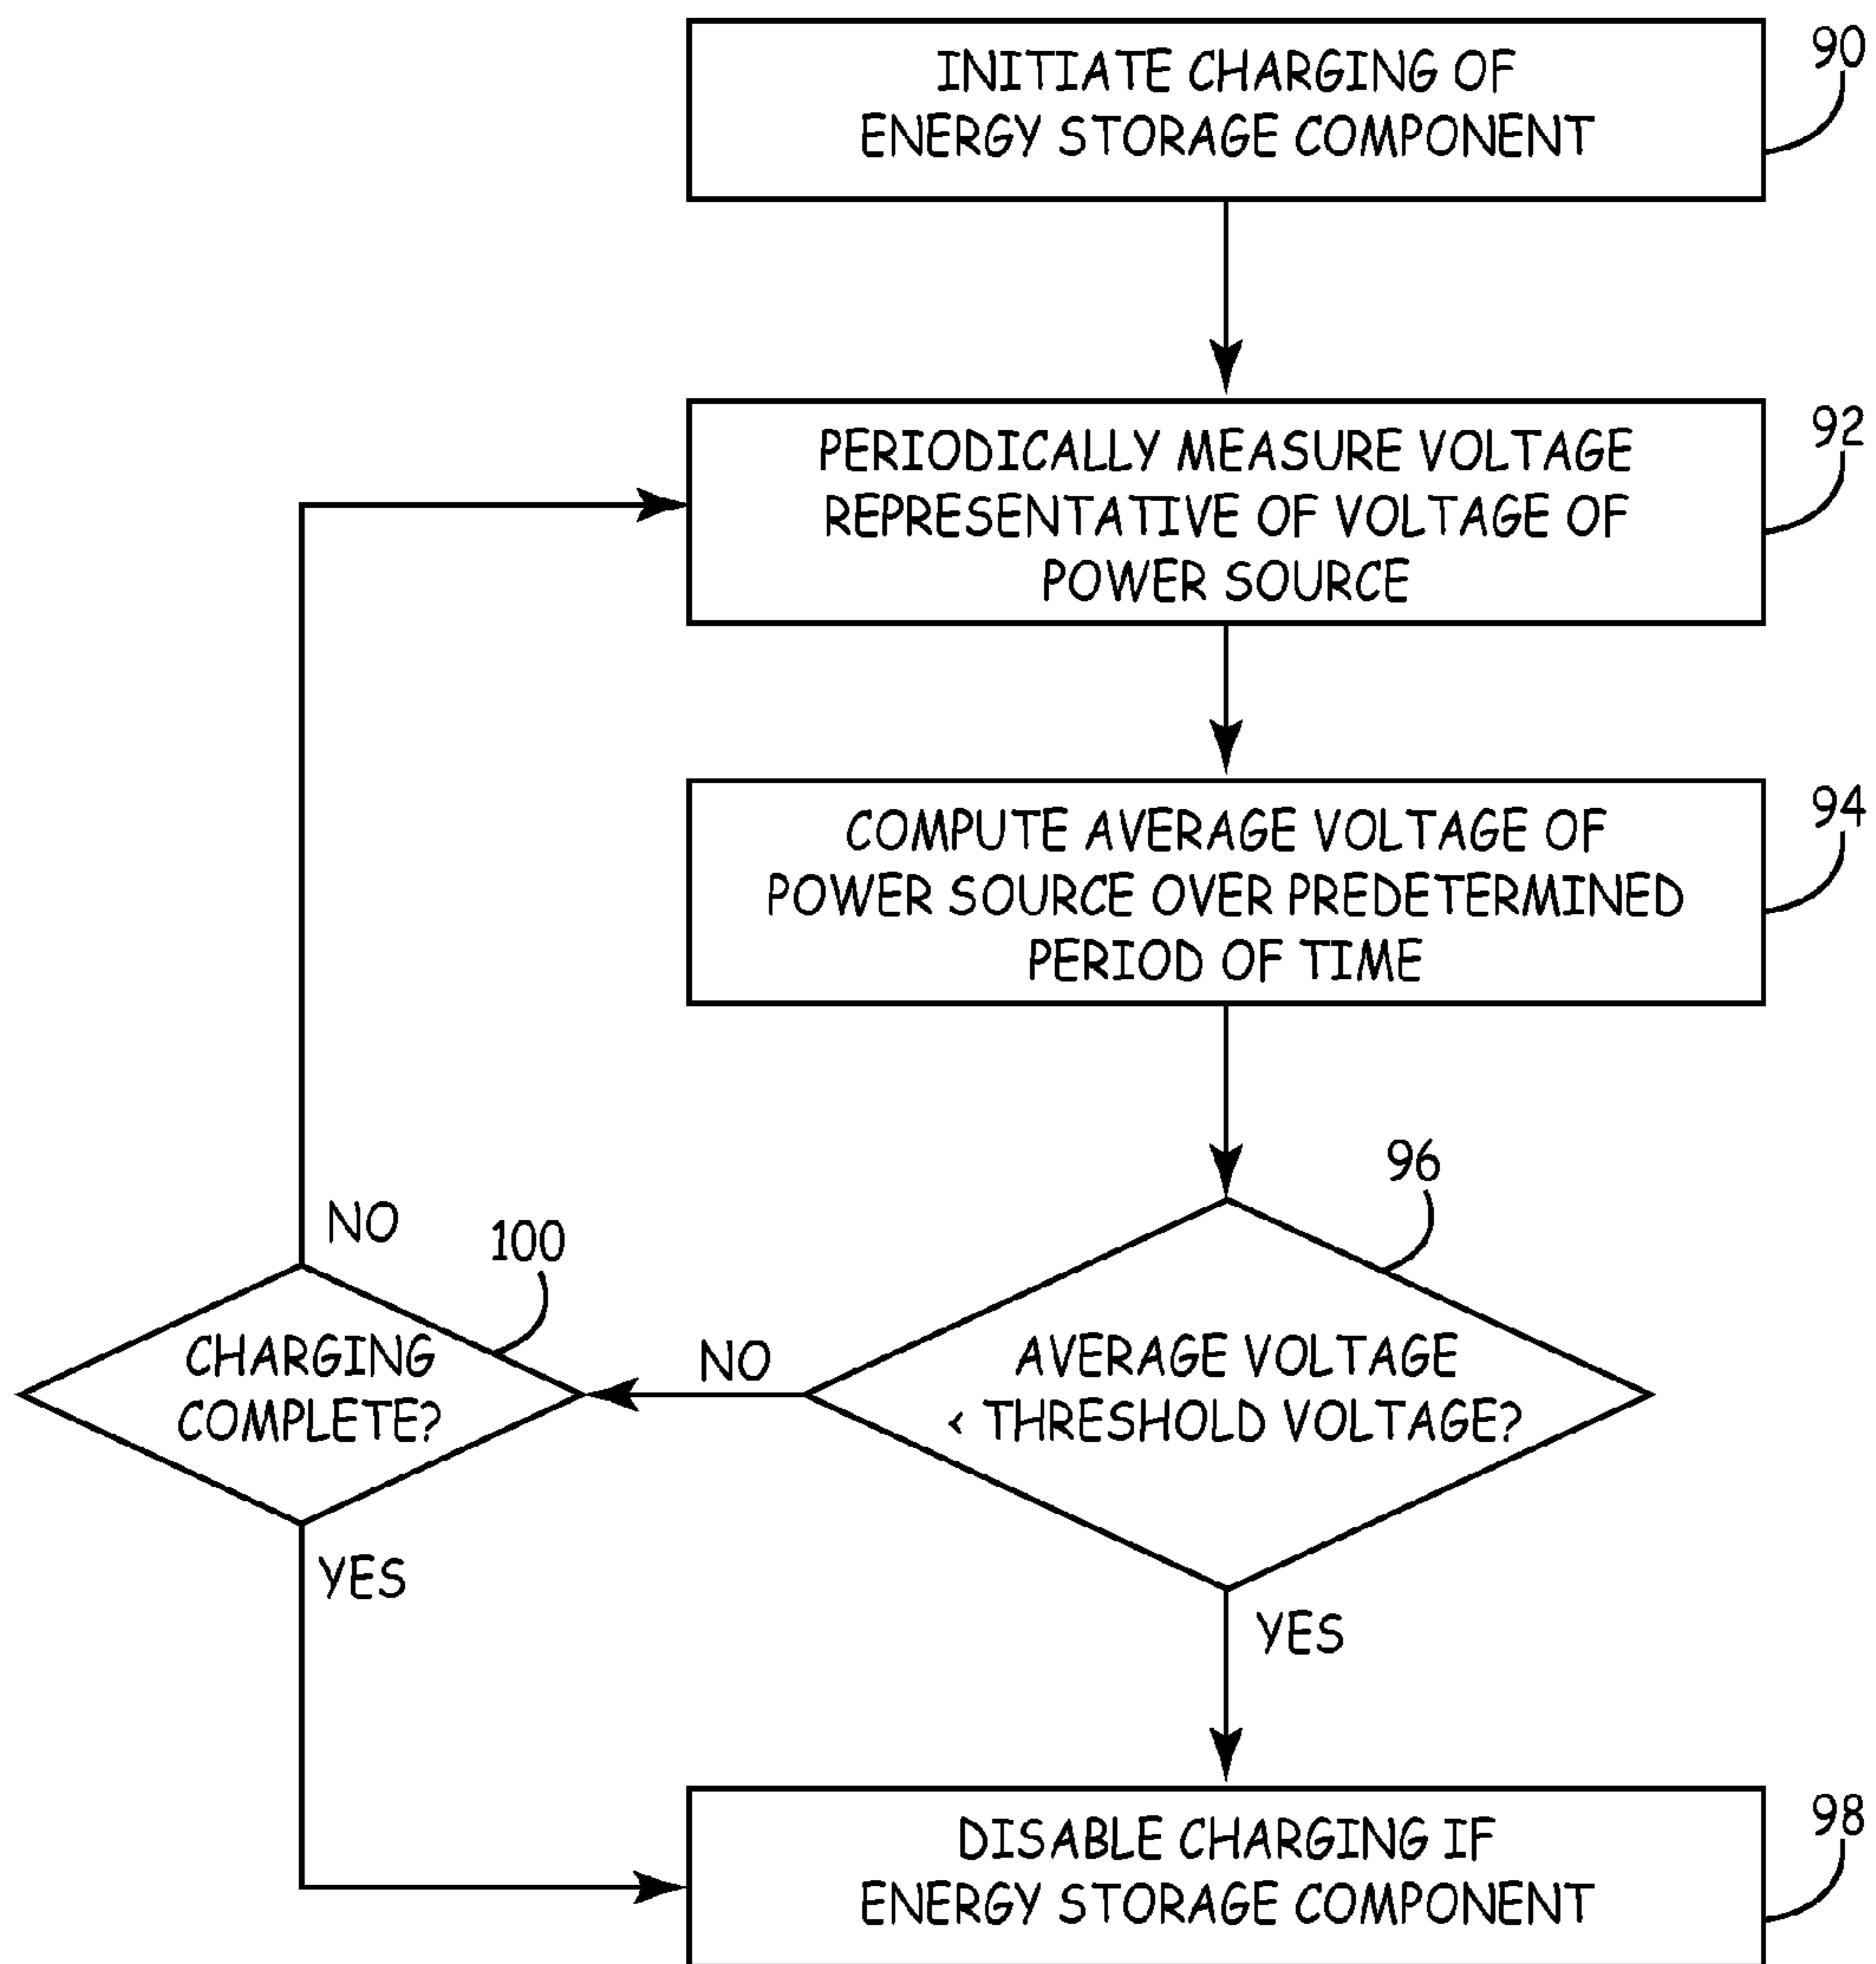 INITIATE CHARGING OF
ENERGY STORAGE COMPONENT
90
PERIODICALLY MEASURE VOLTAGE
REPRESENTATIVE OF VOLTAGE OF
POWER SOURCE
92
COMPUTE AVERAGE VOLTAGE OF
POWER SOURCE OVER PREDETERMINED
PERIOD OF TIME
94
96
AVERAGE VOLTAGE
< THRESHOLD VOLTAGE?
NO
100
CHARGING
COMPLETE?
NO
YES
YES
DISABLE CHARGING IF
ENERGY STORAGE COMPONENT
98